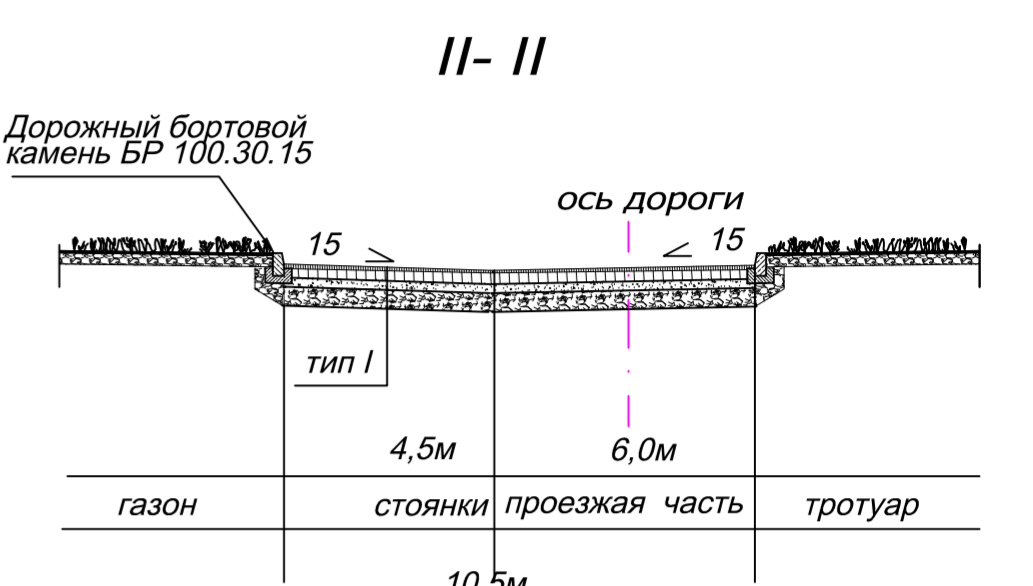 II- II
Дорожный бортовой
камень БР 100.30.15
ось дороги
15
15
тип I
4,5м
6,0м
газон
стоянки
проезжая часть
тротуар
10,5м